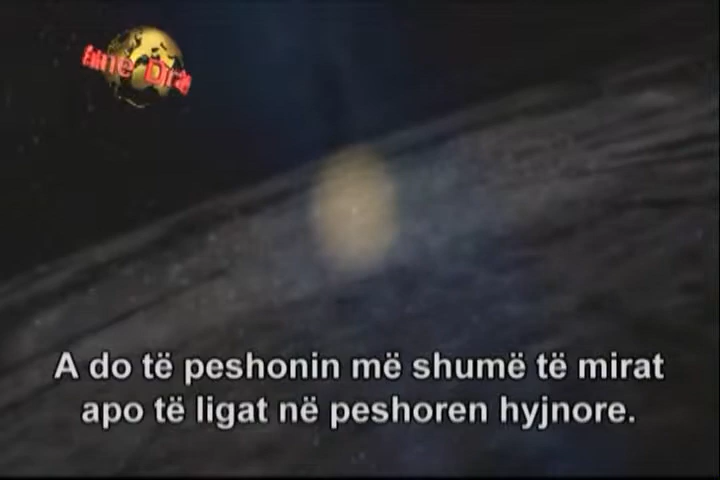 A do të peshonin më shumë të mirat
apo të ligat në peshoren hyjnore.